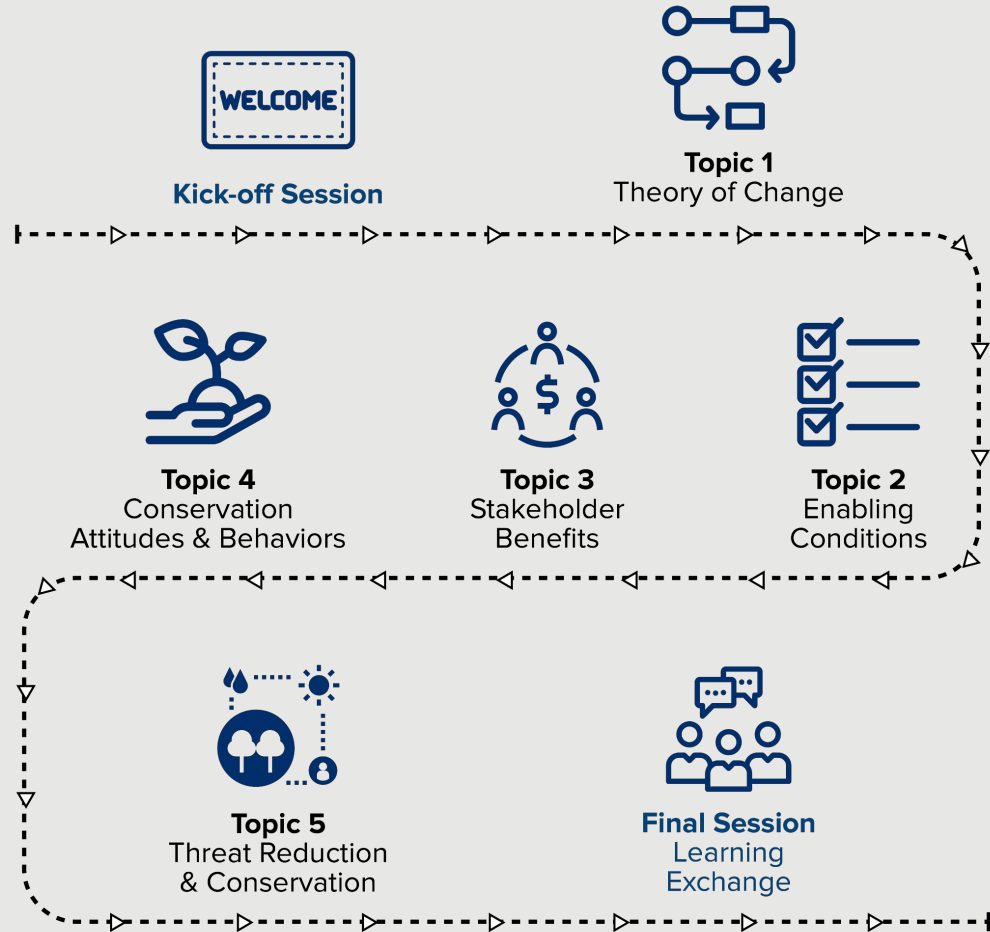 WELCOME
Kick-off Session
Topic 1
Theory of Change
Topic 2
Enabling
Conditions
Topic 3
Stakeholder
Benefits
Topic 4
Conservation
Attitudes & Behaviors
Topic 5
Threat Reduction
& Conservation
Final Session
Learning
Exchange